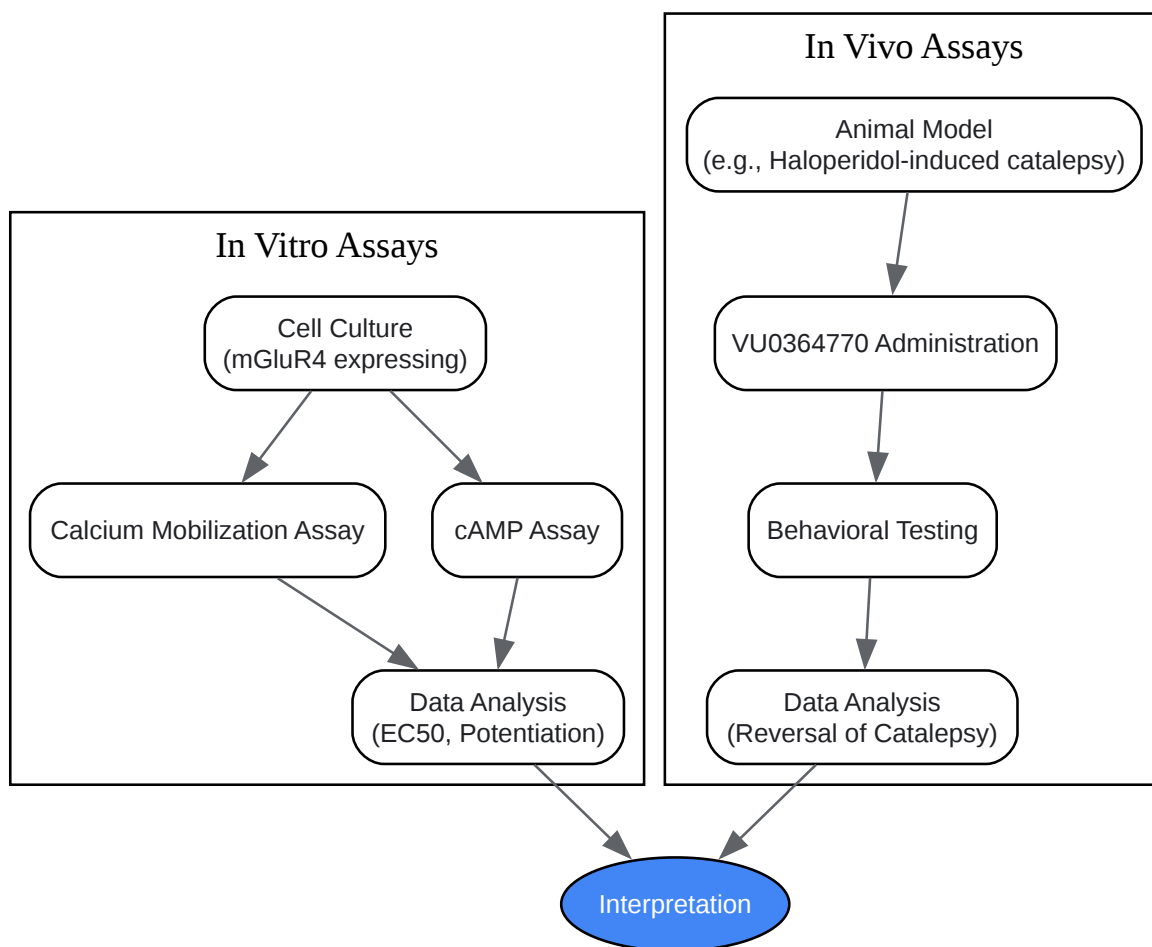 In Vitro Assays
Cell Culture
(mGluR4 expressing)
Calcium Mobilization Assay
cAMP Assay
Data Analysis
(EC50, Potentiation)
In Vivo Assays
Animal Model
(e.g., Haloperidol-induced catalepsy)
VU0364770 Administration
Behavioral Testing
Data Analysis
(Reversal of Catalepsy)
Interpretation